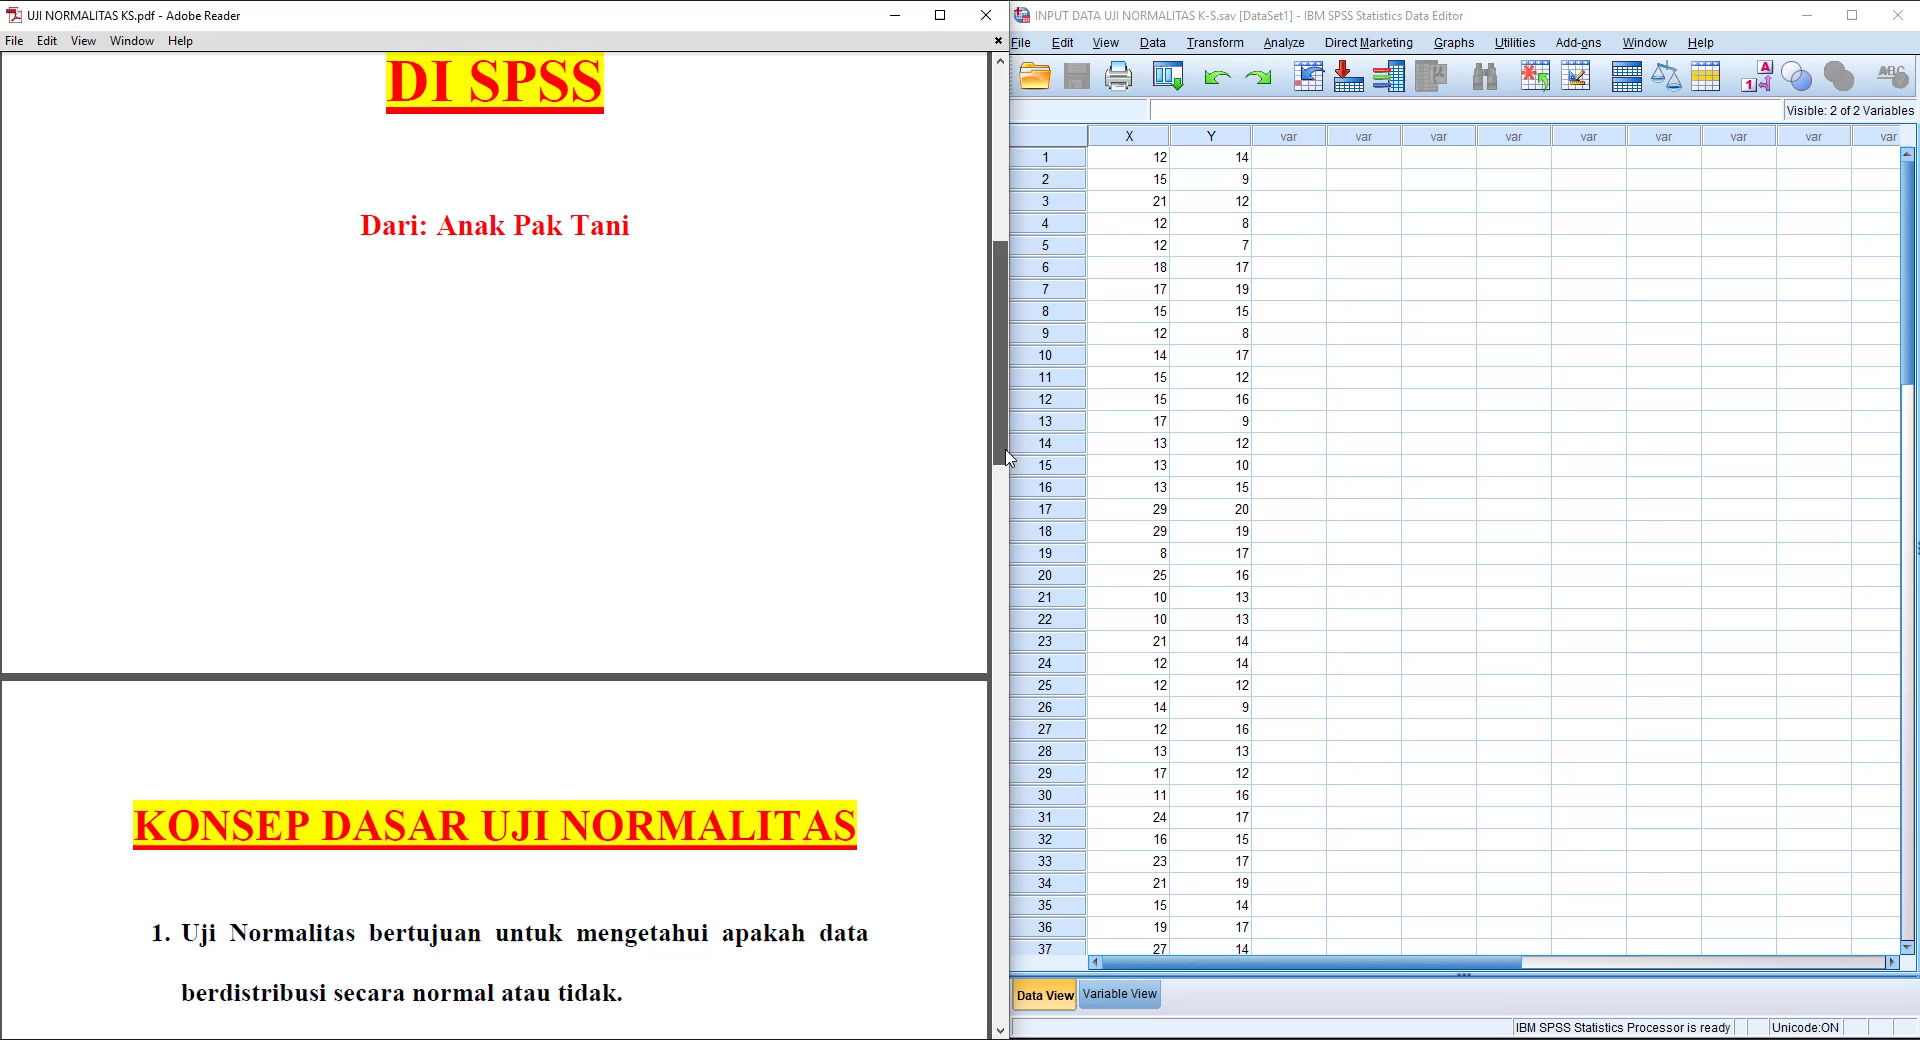 UJI NORMALITAS KS.pdf - Adobe Reader
File Edit View Window Help
DI SPSS
Dari: Anak Pak Tani
KONSEP DASAR UJI NORMALITAS
1. Uji Normalitas bertujuan untuk mengetahui apakah data
berdistribusi secara normal atau tidak.
INPUT DATA UJI NORMALITAS K-S.sav [DataSet1] - IBM SPSS Statistics Data Editor
File Edit View Data Transform Analyze Direct Marketing Graphs Utilities Add-ons Window Help
Visible: 2 of 2 Variables
X Y var var var var var var var var var
1 12 14
2 15 9
3 21 12
4 12 8
5 12 7
6 18 17
7 17 19
8 15 15
9 12 8
10 14 17
11 15 12
12 15 16
13 17 9
14 13 12
15 13 10
16 13 15
17 29 20
18 29 19
19 8 17
20 25 16
21 10 13
22 10 13
23 21 14
24 12 14
25 12 12
26 14 9
27 12 16
28 13 13
29 17 12
30 11 16
31 24 17
32 16 15
33 23 17
34 21 19
35 15 14
36 19 17
37 27 14
Data View Variable View
IBM SPSS Statistics Processor is ready Unicode:ON